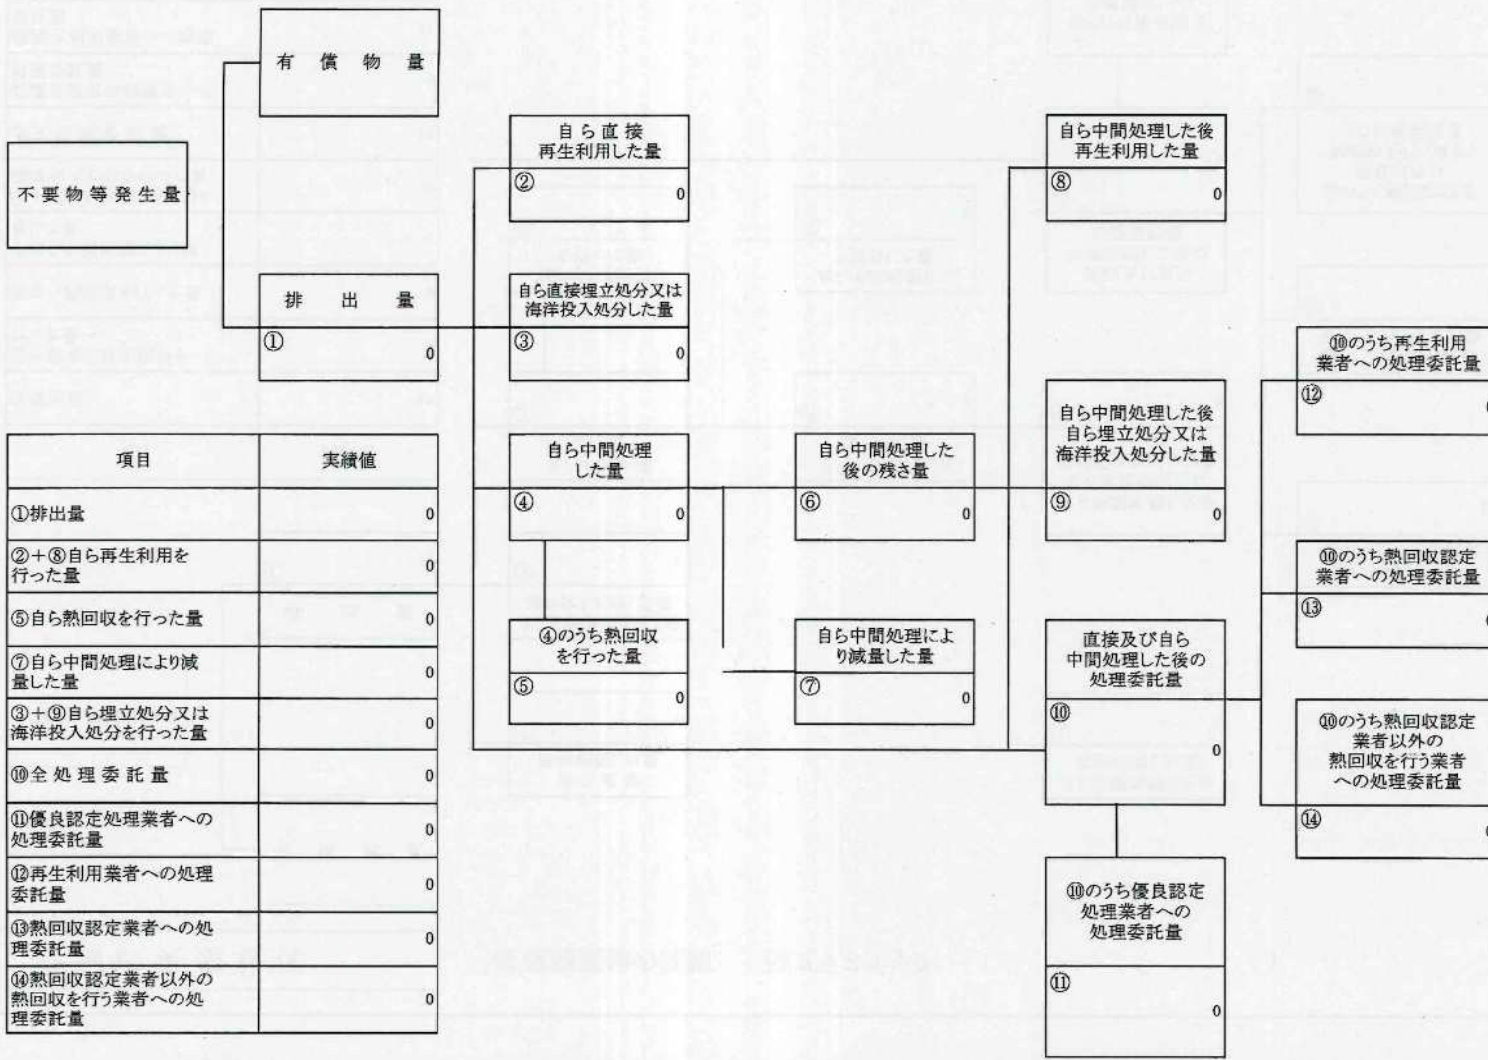 有償物量
不要物等発生量
排出量
①
0
自ら直接
再生利用した量
②
0
自ら直接埋立処分又は
海洋投入処分した量
③
0
自ら中間処理
した量
④
0
④のうち熱回収
を行った量
⑤
0
自ら中間処理した
後の残さ量
⑥
0
自ら中間処理によ
り減量した量
⑦
0
自ら中間処理した後
再生利用した量
⑧
0
自ら中間処理した後
自ら埋立処分又は
海洋投入処分した量
⑨
0
直接及び自ら
中間処理した後の
処理委託量
⑩
0
⑩のうち優良認定
処理業者への
処理委託量
⑪
0
⑩のうち再生利用
業者への処理委託量
⑫
⑩のうち熱回収認定
業者への処理委託量
⑬
⑩のうち熱回収認定
業者以外の
熱回収を行う業者
への処理委託量
⑭
項目 実績値
①排出量 0
②+⑧自ら再生利用を
行った量 0
⑤自ら熱回収を行った量 0
⑦自ら中間処理により減
量した量 0
③+⑨自ら埋立処分又は
海洋投入処分を行った量 0
⑩全処理委託量 0
⑪優良認定処理業者への
処理委託量 0
⑫再生利用業者への処理
委託量 0
⑬熱回収認定業者への処
理委託量 0
⑭熱回収認定業者以外の
熱回収を行う業者への処
理委託量 0